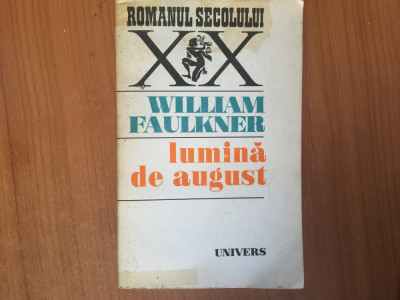 ROMANUL SECOLULUI
XX
WILLIAM
FAULKNER
lumină
de august
UNIVERS